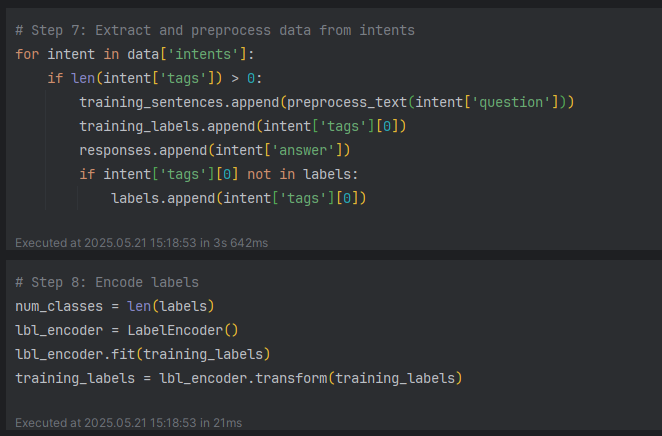 # Step 7: Extract and preprocess data from intents
for intent in data['intents']:
    if len(intent['tags']) > 0:
        training_sentences.append(preprocess_text(intent['question']))
        training_labels.append(intent['tags'][0])
        responses.append(intent['answer'])
        if intent['tags'][0] not in labels:
            labels.append(intent['tags'][0])
Executed at 2025.05.21 15:18:53 in 3s 642ms
# Step 8: Encode labels
num_classes = len(labels)
lbl_encoder = LabelEncoder()
lbl_encoder.fit(training_labels)
training_labels = lbl_encoder.transform(training_labels)
Executed at 2025.05.21 15:18:53 in 21ms